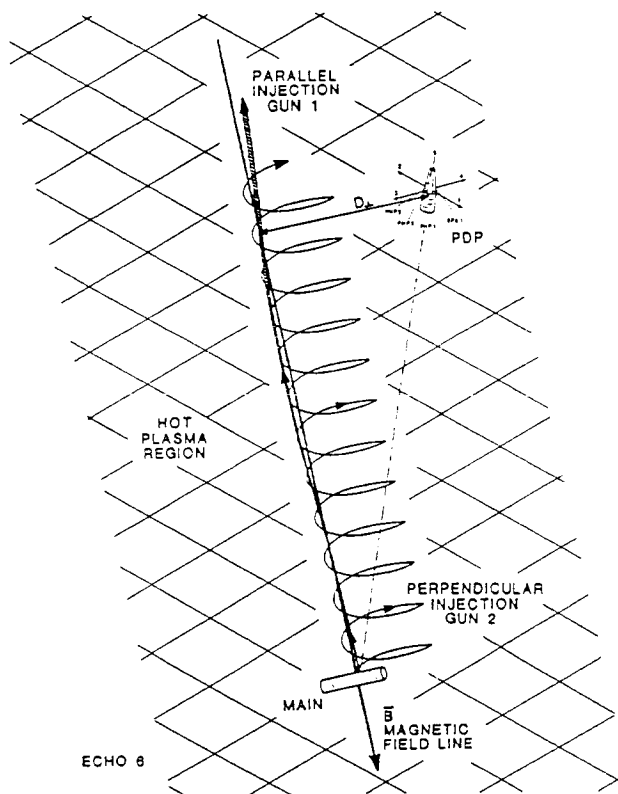 PARALLEL
INJECTION
GUN 1
D⊥
PDP
HOT
PLASMA
REGION
PERPENDICULAR
INJECTION
GUN 2
MAIN
B̅
MAGNETIC
FIELD LINE
ECHO 6